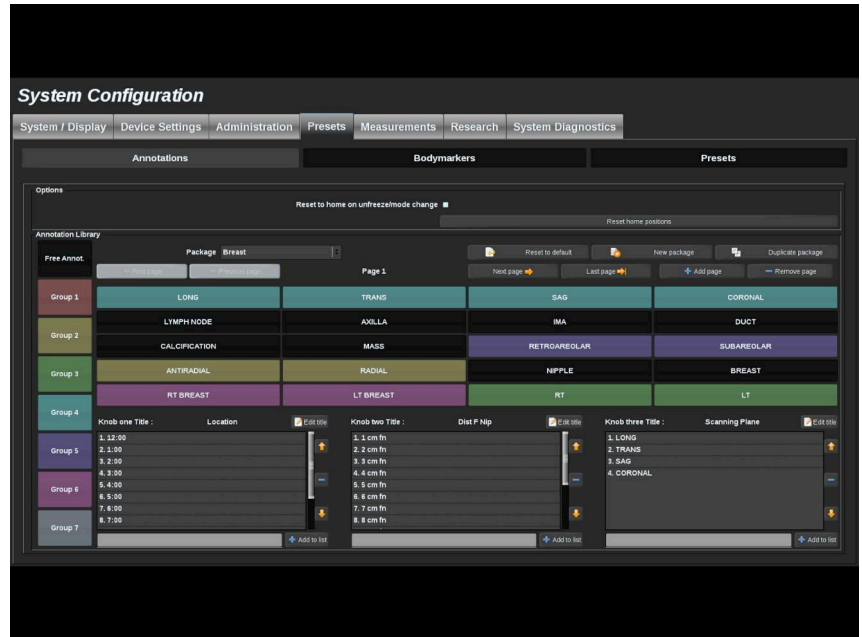 System Configuration
System / Display Device Settings Administration Presets Measurements Research System Diagnostics
Annotations Bodymarkers Presets
Options
Reset to home on unfreeze/mode change
Reset home positions
Annotation Library
Free Annot. Package Breast Reset to default New package Duplicate package
First page Previous page Page 1 Next page Last page Add page Remove page
Group 1 LONG TRANS SAG CORONAL
LYMPH NODE AXILLA IMA DUCT
Group 2
CALCIFICATION MASS RETROAREOLAR SUBAREOLAR
Group 3 ANTIRADIAL RADIAL NIPPLE BREAST
RT BREAST LT BREAST RT LT
Group 4
Knob one Title : Location Edit title Knob two Title : Dist F Nip Edit title Knob three Title : Scanning Plane Edit title
1. 12:00 1. 1 cm fn 1. LONG
Group 5 2. 1:00 2. 2 cm fn 2. TRANS
3. 2:00 3. 3 cm fn 3. SAG
4. 3:00 4. 4 cm fn 4. CORONAL
Group 6 5. 4:00 5. 5 cm fn
6. 5:00 6. 6 cm fn
7. 6:00 7. 7 cm fn
8. 7:00 8. 8 cm fn
Group 7
Add to list Add to list Add to list